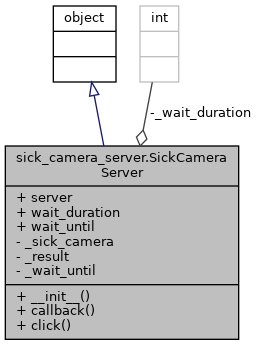 object
int
-_wait_duration
sick_camera_server.SickCamera
Server
+ server
+ wait_duration
+ wait_until
- _sick_camera
- _result
- _wait_until
+ __init__()
+ callback()
+ click()